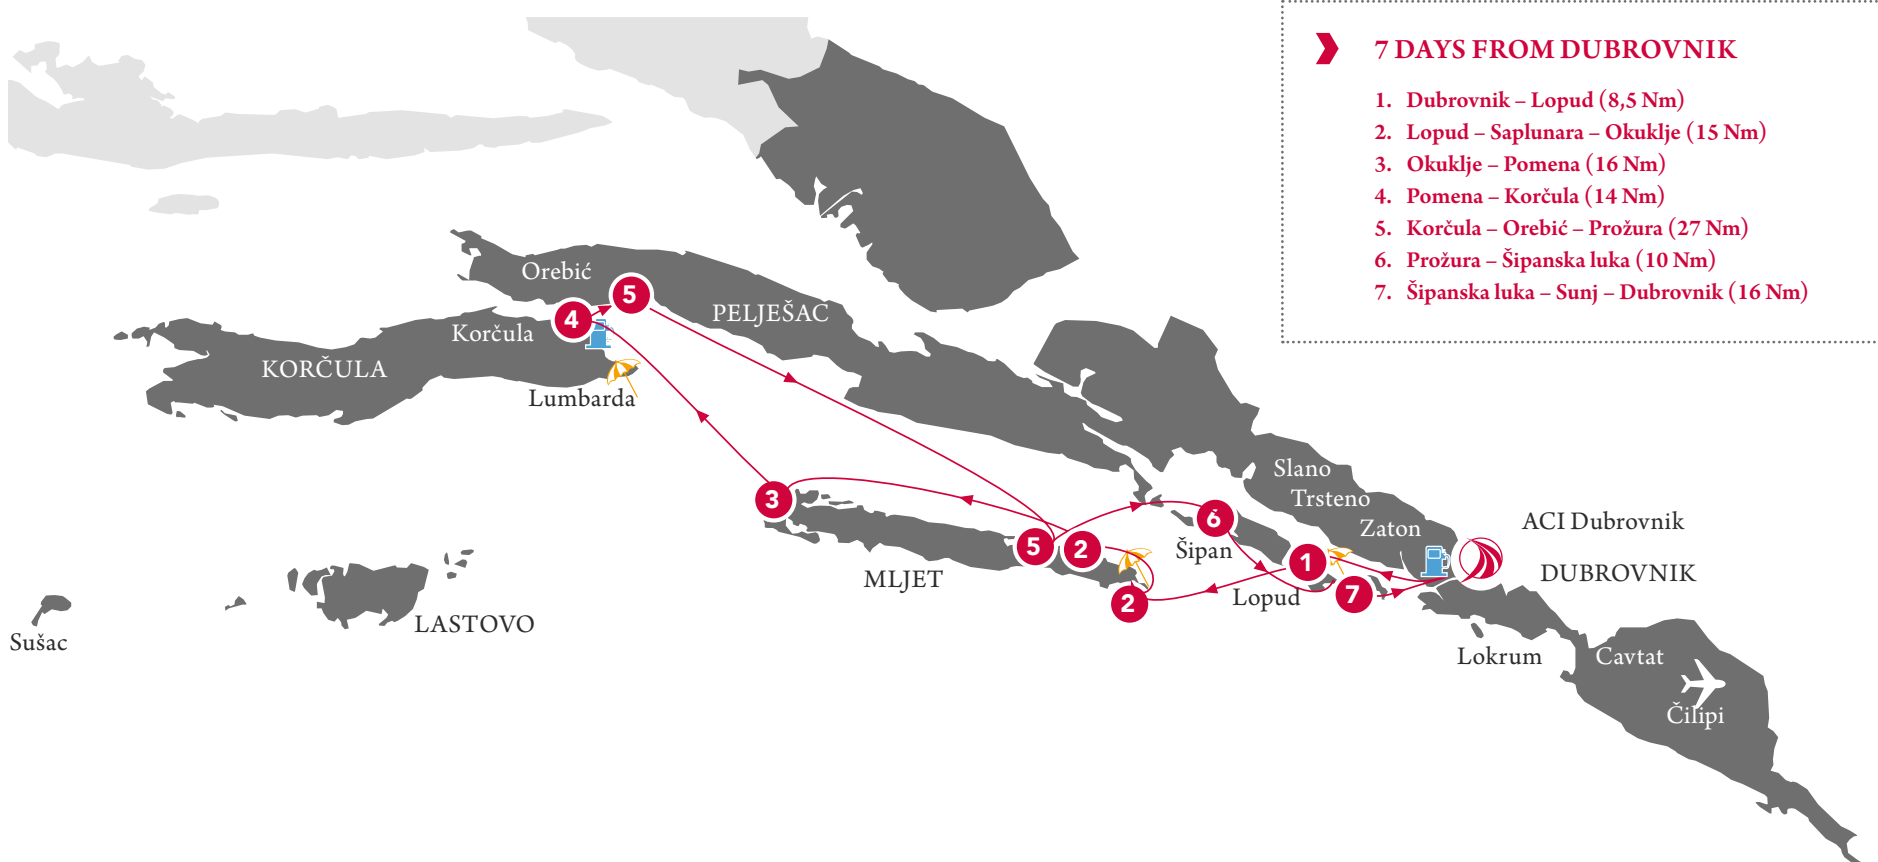 7 DAYS FROM DUBROVNIK
1. Dubrovnik – Lopud (8,5 Nm)
2. Lopud – Saplunara – Okuklje (15 Nm)
3. Okuklje – Pomena (16 Nm)
4. Pomena – Korčula (14 Nm)
5. Korčula – Orebić – Prožura (27 Nm)
6. Prožura – Šipanska luka (10 Nm)
7. Šipanska luka – Sunj – Dubrovnik (16 Nm)
Orebić
5
4
PELJEŠAC
Korčula
KORČULA
Lumbarda
Slano
Trsteno
3
6
Zaton
ACI Dubrovnik
5
2
Šipan
1
MLJET
DUBROVNIK
2
Lopud
7
LASTOVO
Sušac
Lokrum
Cavtat
Čilipi